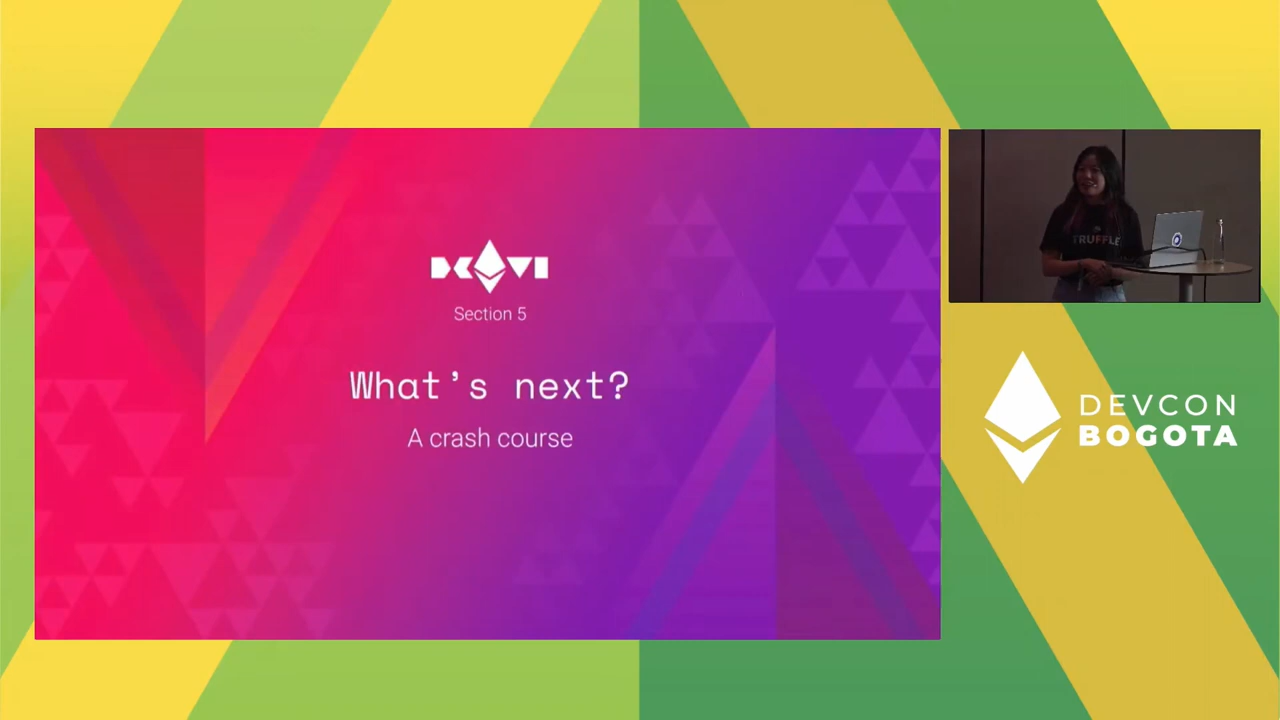 Section 5
What's next?
A crash course
TRUFFLE
DEVCON
BOGOTA